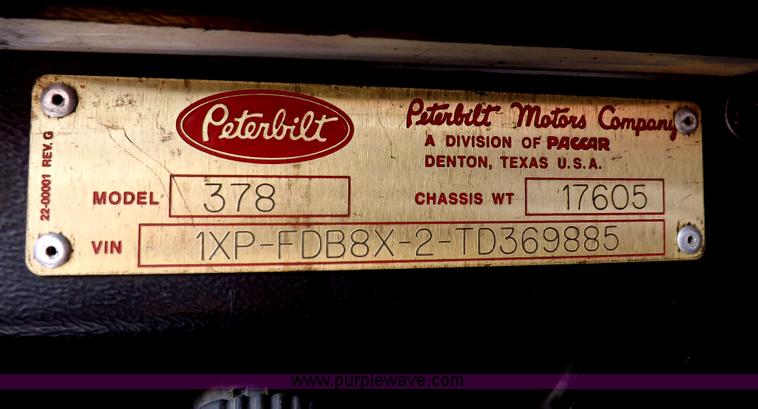 22-00001 REV. G
Peterbilt
Peterbilt Motors Company
A DIVISION OF PACCAR
DENTON, TEXAS U.S.A.
MODEL 378
CHASSIS WT 17605
VIN 1XP-FDB8X-2-TD369885
www.purplewave.com